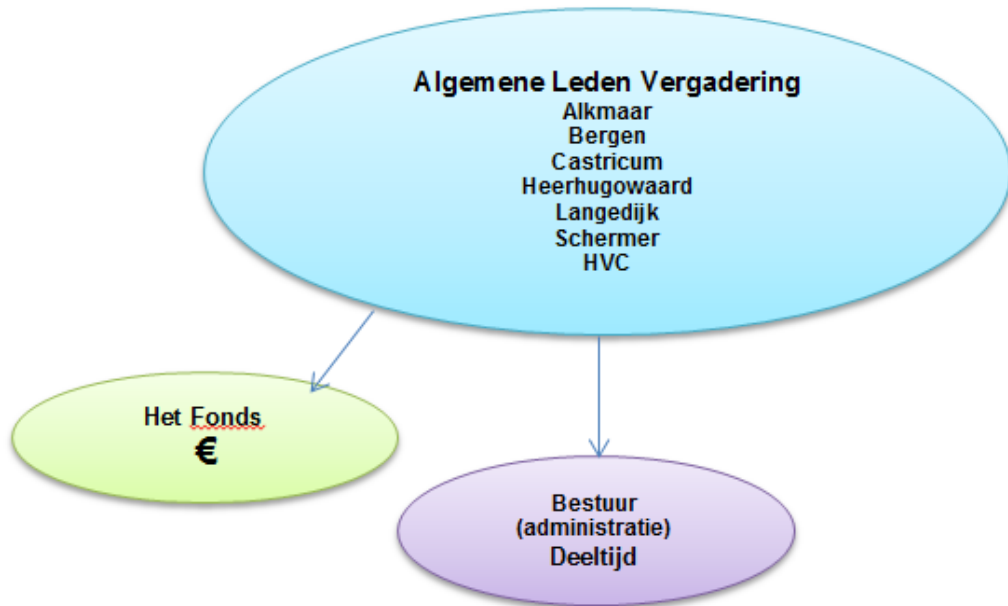 Algemene Leden Vergadering
Alkmaar
Bergen
Castricum
Heerhugowaard
Langedijk
Schermer
HVC
Het Fonds
€
Bestuur
(administratie)
Deeltijd